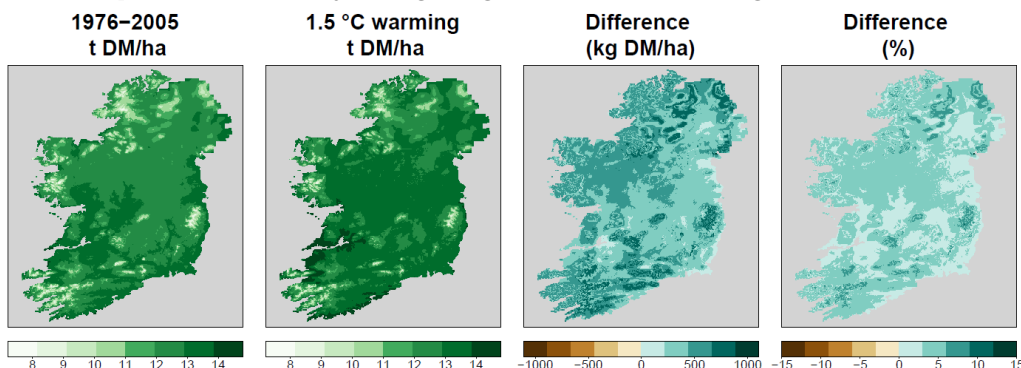 1976−2005
t DM/ha
1.5 °C warming
t DM/ha
Difference
(kg DM/ha)
Difference
(%)
8 9 10 11 12 13 14
8 9 10 11 12 13 14
−1000 −500 0 500 1000
−15 −10 −5 0 5 10 15